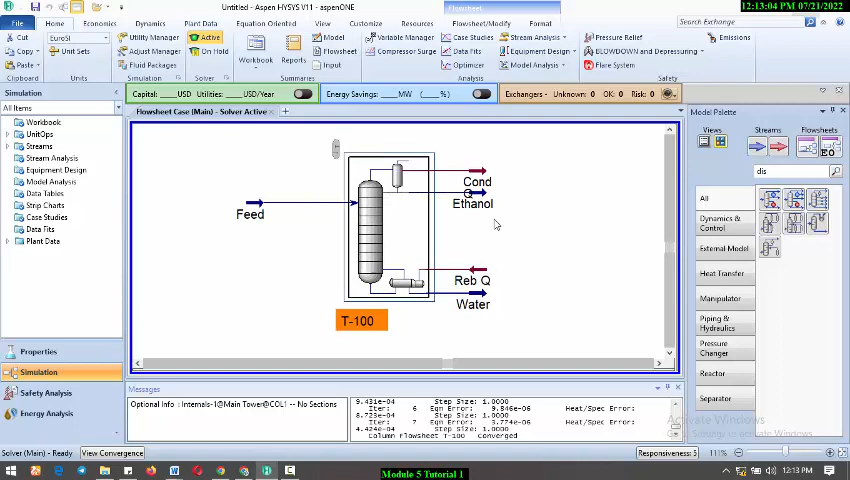 Untitled - Aspen HYSYS V11 - aspenONE
Flowsheet
12:13:04 PM 07/21/2022
File
Home
Economics
Dynamics
Plant Data
Equation Oriented
View
Customize
Resources
Flowsheet/Modify
Format
Search aspenONE Exchange
Cut
Copy
Paste
Clipboard
EuroSI
Unit Sets
Units
Utility Manager
Adjust Manager
Fluid Packages
Simulation
Active
On Hold
Solver
Workbook
Reports
Model
Flowsheet
Input
Summaries
Variable Manager
Compressor Surge
Case Studies
Data Fits
Optimizer
Stream Analysis
Equipment Design
Model Analysis
Analysis
Pressure Relief
BLOWDOWN and Depressuring
Flare System
Emissions
Safety
Simulation
Capital: ____USD Utilities: ____USD/Year
Energy Savings: ____MW (____%)
Exchangers - Unknown: 0 OK: 0 Risk: 0
All Items
Flowsheet Case (Main) - Solver Active
Model Palette
Workbook
UnitOps
Streams
Stream Analysis
Equipment Design
Model Analysis
Data Tables
Strip Charts
Case Studies
Data Fits
Plant Data
Properties
Simulation
Safety Analysis
Energy Analysis
Feed
Cond
Q
Ethanol
Reb Q
Water
T-100
Views
Streams
Flowsheets
EO
dis
All
Dynamics &
Control
External Model
Heat Transfer
Manipulator
Piping &
Hydraulics
Pressure
Changer
Reactor
Separator
Messages
Optional Info : Internals-1@Main Tower@COL1 -- No Sections
9.431e-04 Step Size: 1.0000
Iter: 6 Eqn Error: 9.846e-06 Heat/Spec Error:
8.723e-04 Step Size: 1.0000
Iter: 7 Eqn Error: 3.774e-06 Heat/Spec Error:
4.424e-04 Step Size: 1.0000
Column Flowsheet T-100 Converged
Activate Windows
Go to Settings to activate Windows.
Solver (Main) - Ready
View Convergence
Responsiveness: 5
111%
Module 5 Tutorial 1
12:13 PM